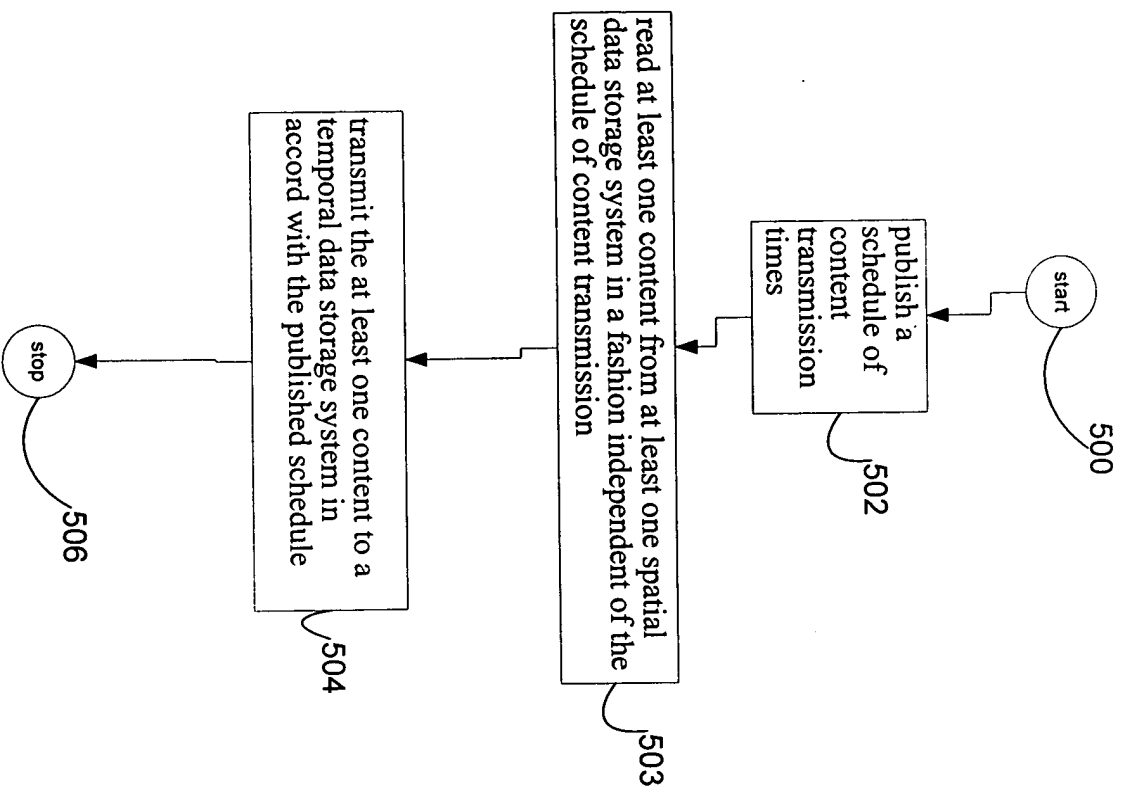 start
500
publish a
schedule of
content
transmission
times
502
read at least one content from at least one spatial
data storage system in a fashion independent of the
schedule of content transmission
503
transmit the at least one content to a
temporal data storage system in
accord with the published schedule
504
stop
506